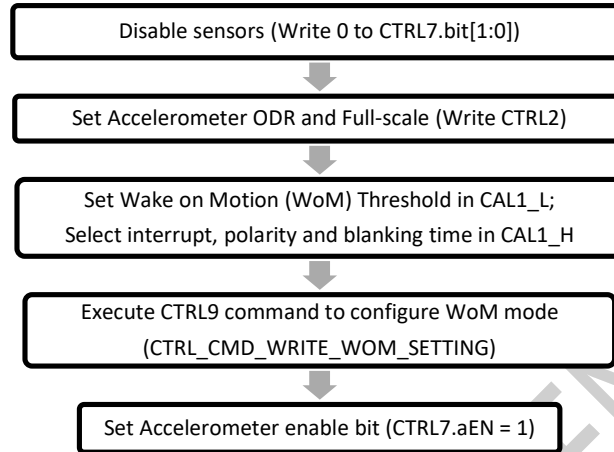 Disable sensors (Write 0 to CTRL7.bit[1:0])
Set Accelerometer ODR and Full-scale (Write CTRL2)
Set Wake on Motion (WoM) Threshold in CAL1_L;
Select interrupt, polarity and blanking time in CAL1_H
Execute CTRL9 command to configure WoM mode
(CTRL_CMD_WRITE_WOM_SETTING)
Set Accelerometer enable bit (CTRL7.aEN = 1)